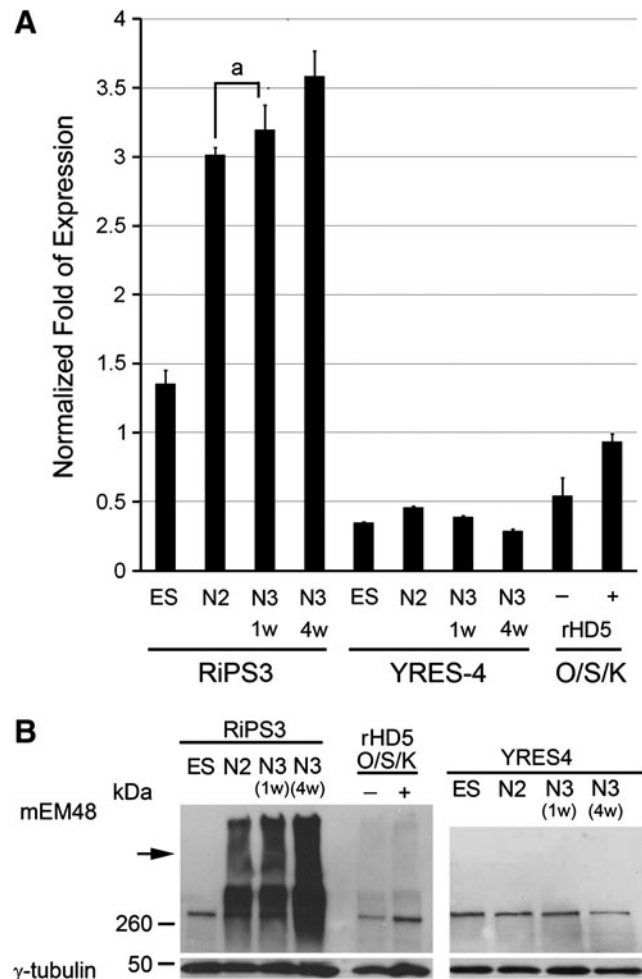 A
Normalized Fold of Expression
4
3.5
3
2.5
2
1.5
1
0.5
0
a
ES N2 N3 N3 ES N2 N3 N3 – +
1w 4w 1w 4w rHD5
RiPS3 YRES-4 O/S/K
B
RiPS3
ES N2 N3 N3
(1w) (4w)
rHD5
O/S/K
– +
YRES4
ES N2 N3 N3
(1w) (4w)
mEM48
kDa
260
50
γ-tubulin